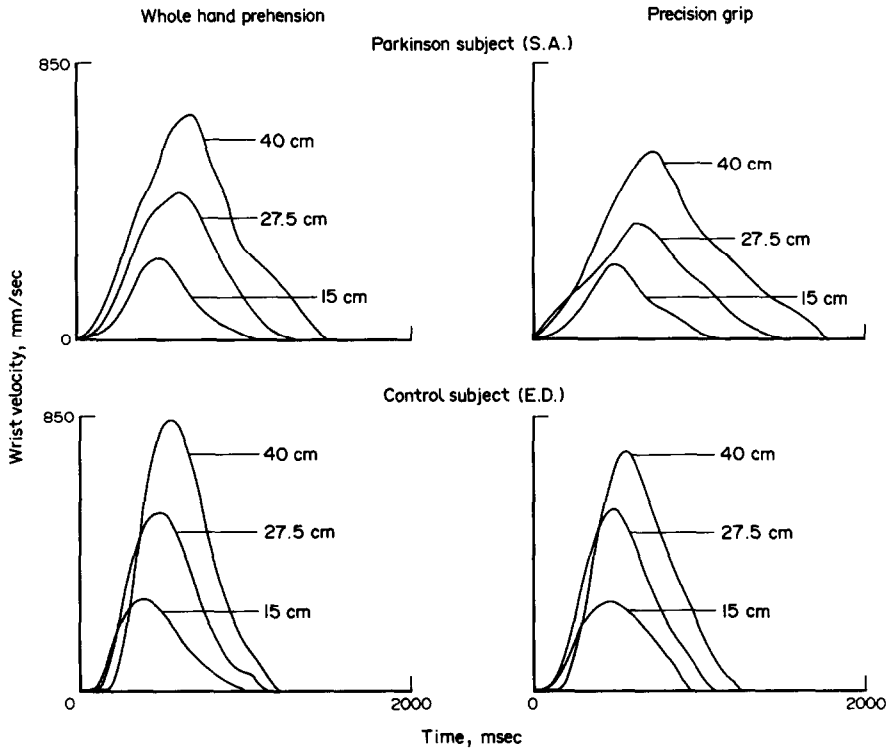 Whole hand prehension
Precision grip
Parkinson subject (S.A.)
850
40 cm
27.5 cm
15 cm
0
40 cm
27.5 cm
15 cm
Wrist velocity, mm/sec
Control subject (E.D.)
850
40 cm
27.5 cm
15 cm
40 cm
27.5 cm
15 cm
0
2000
0
2000
Time, msec